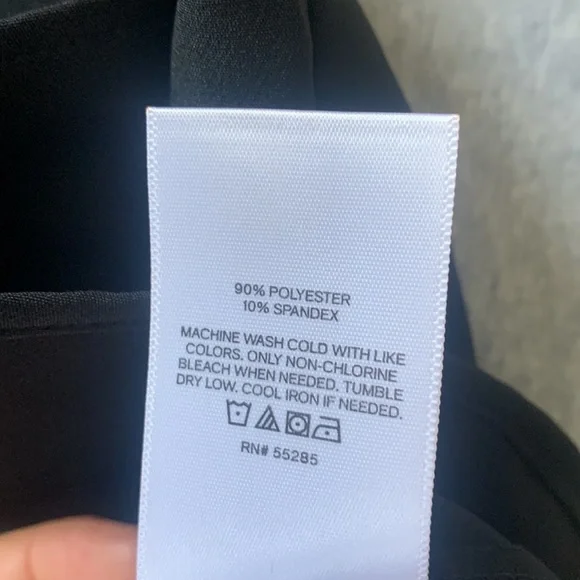 90% POLYESTER
10% SPANDEX
MACHINE WASH COLD WITH LIKE
COLORS. ONLY NON-CHLORINE
BLEACH WHEN NEEDED. TUMBLE
DRY LOW. COOL IRON IF NEEDED.
RN# 55285